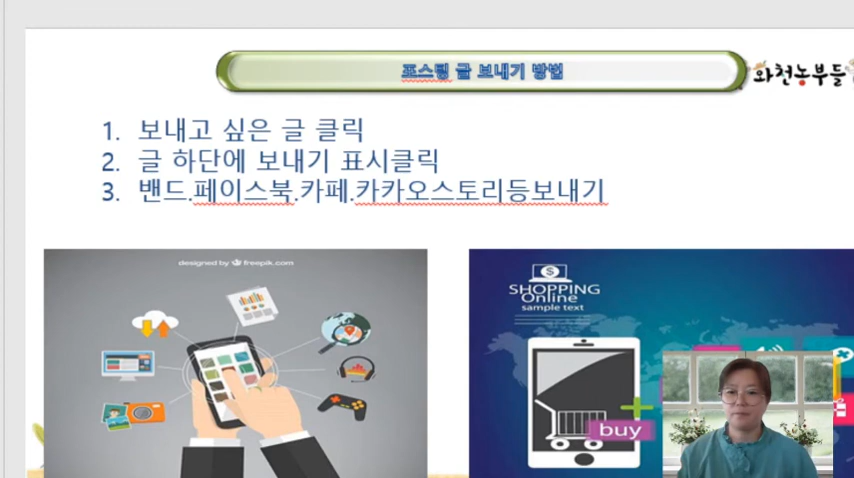 포스팅 글 보내기 방법
와천농부들
1. 보내고 싶은 글 클릭
2. 글 하단에 보내기 표시클릭
3. 밴드.페이스북.카페.카카오스토리등보내기
designed by freepik.com
$
SHOPPING
Online
sample text
buy